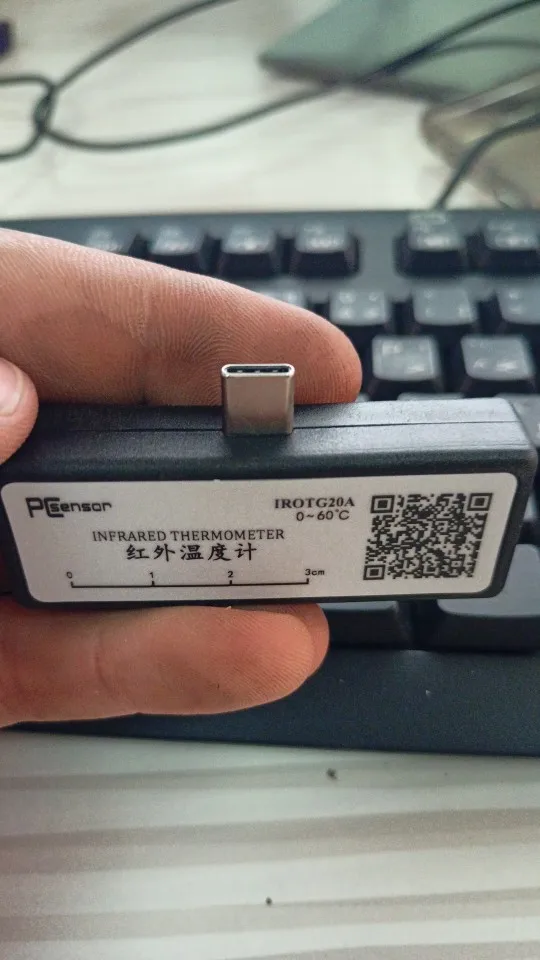 PCsensor
IROTG20A
0~60℃
INFRARED THERMOMETER
红外温度计
0 1 2 3cm